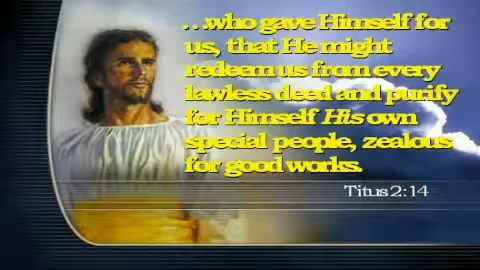 …who gave Himself for
us, that He might
redeem us from every
lawless deed and purify
for Himself His own
special people, zealous
for good works.
Titus 2:14